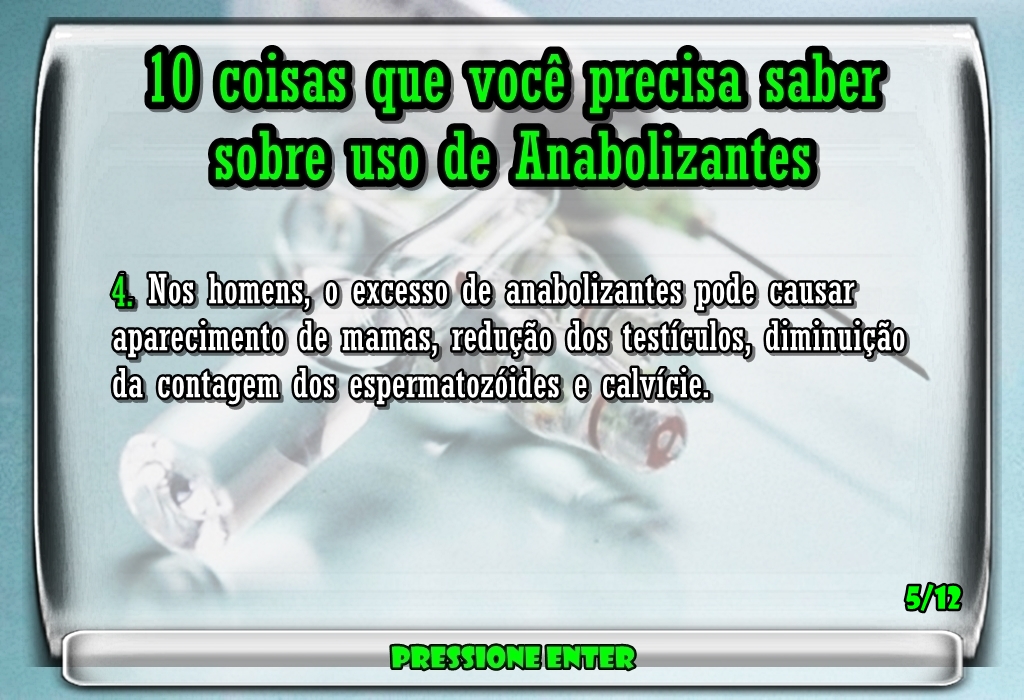 10 coisas que você precisa saber
sobre uso de Anabolizantes
4. Nos homens, o excesso de anabolizantes pode causar
aparecimento de mamas, redução dos testículos, diminuição
da contagem dos espermatozóides e calvície.
5/12
PRESSIONE ENTER